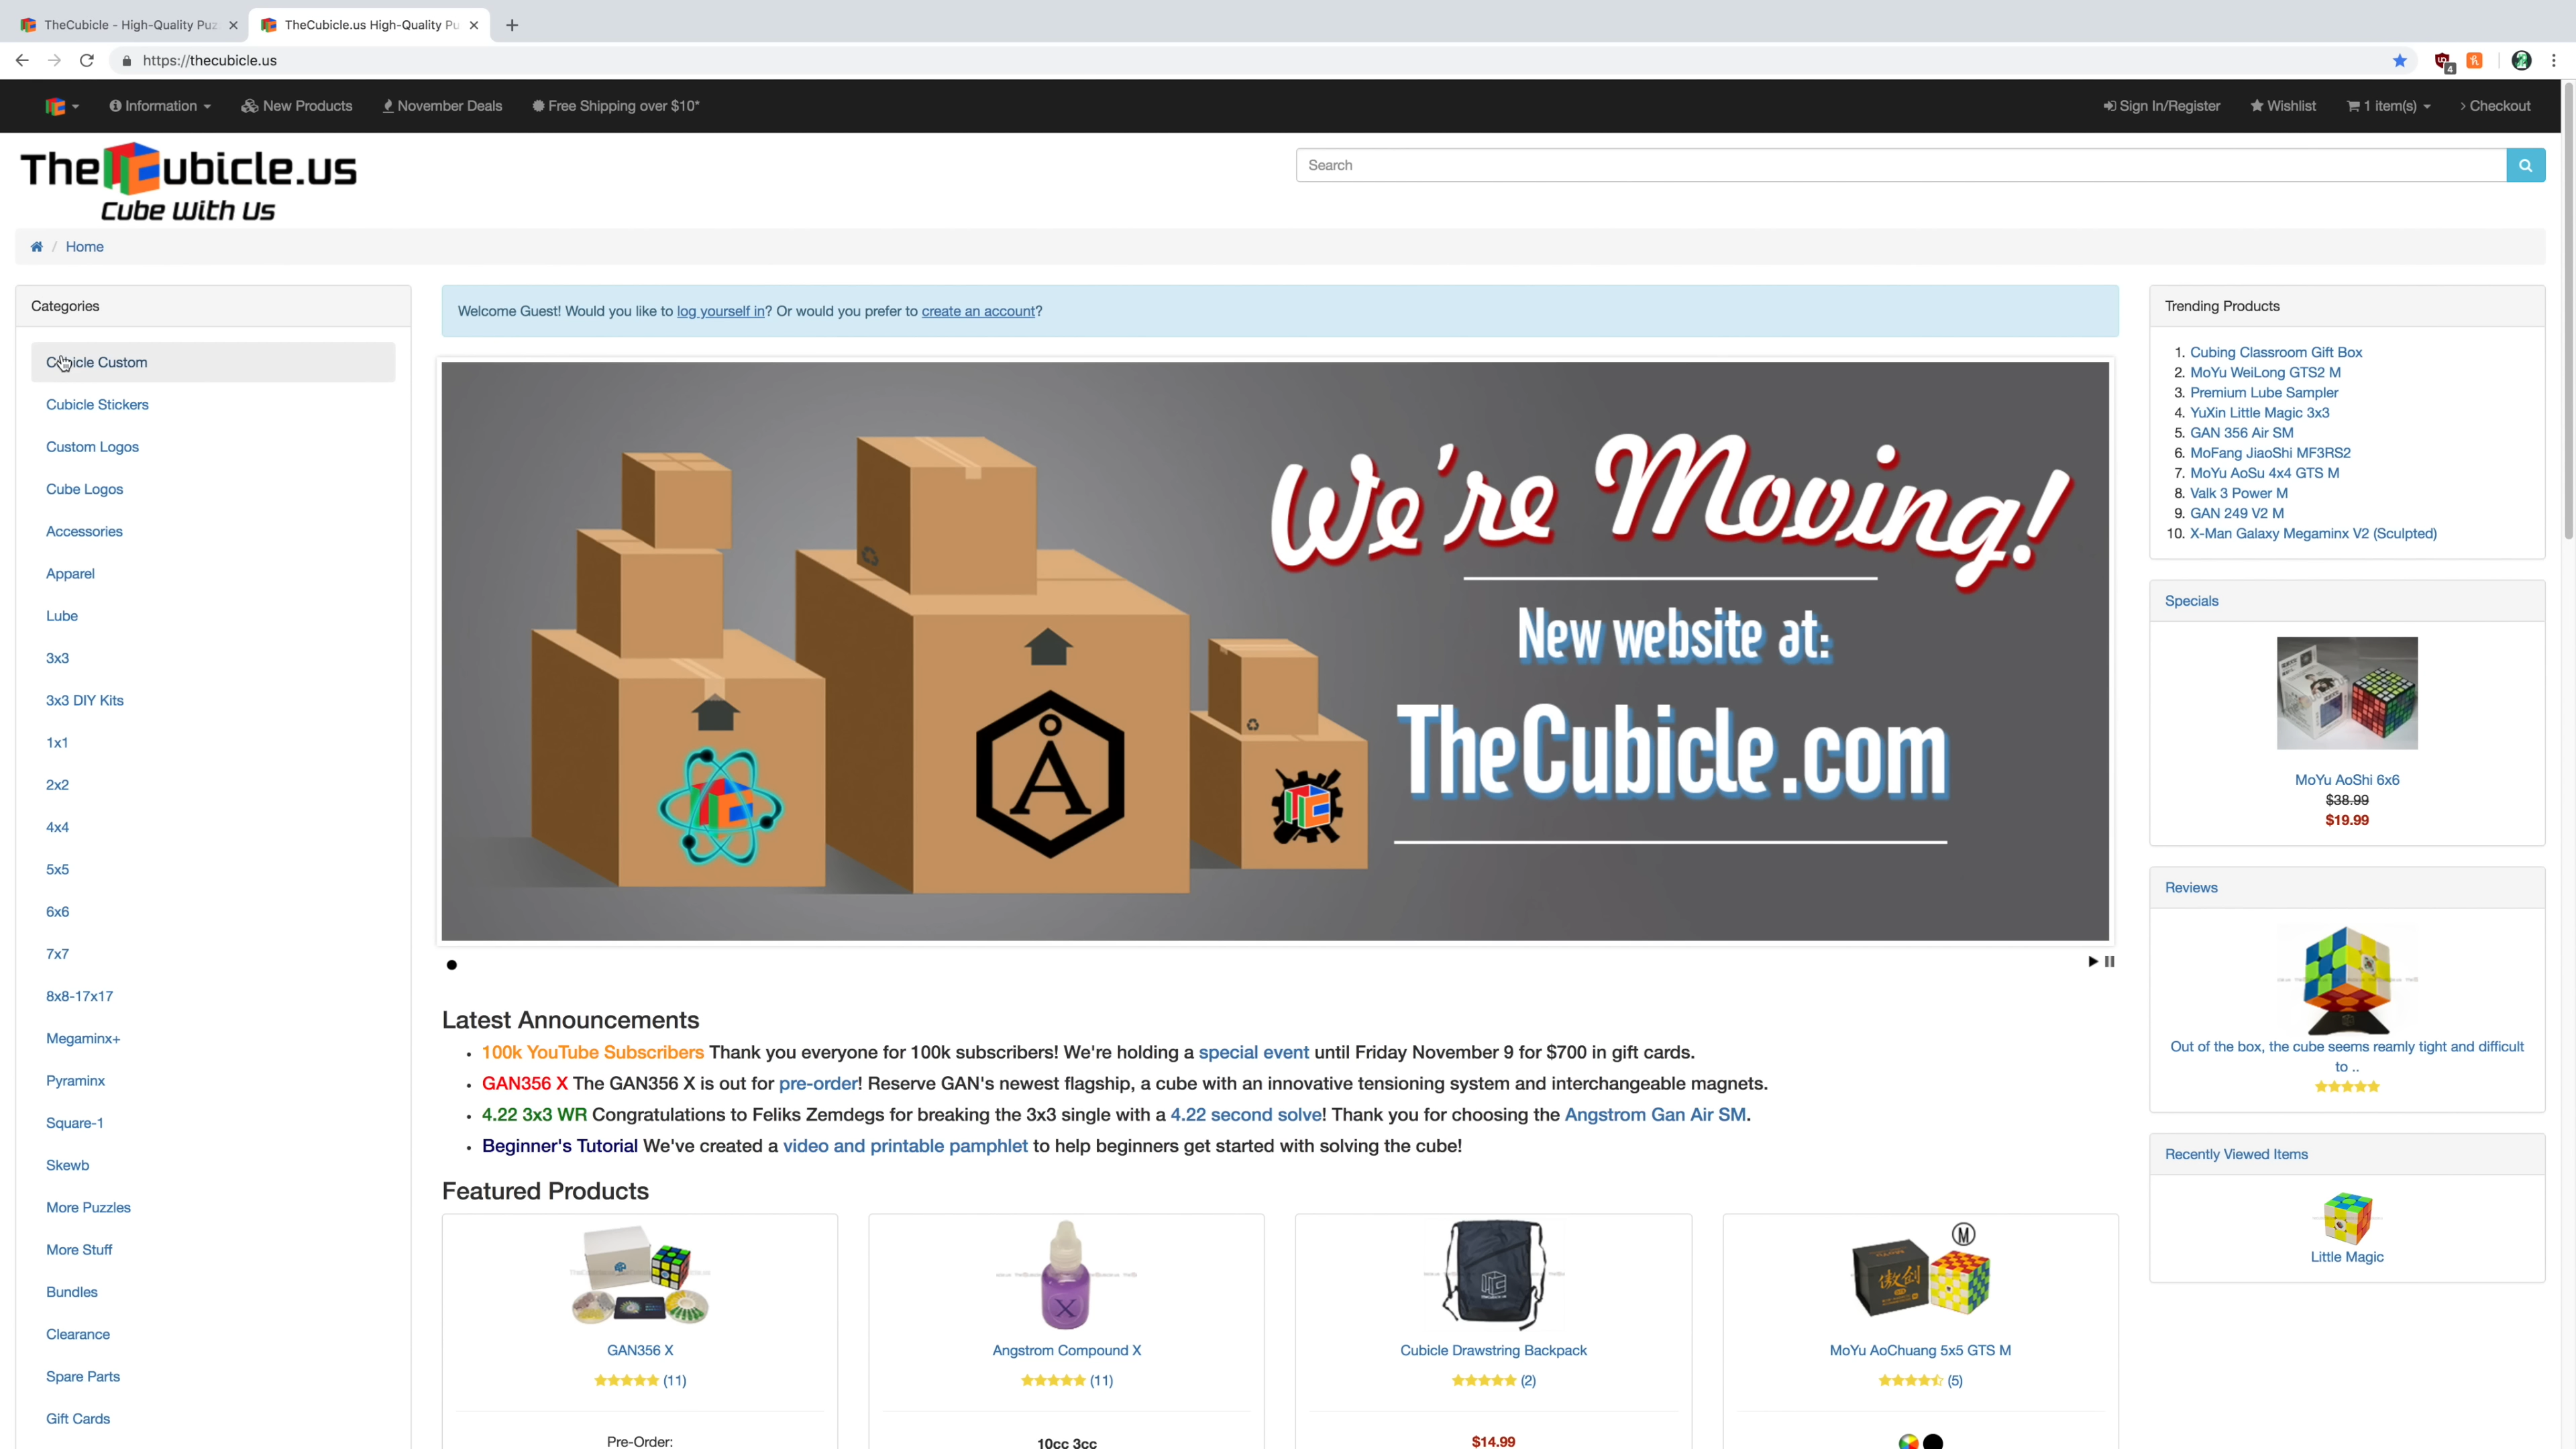 TheCubicle - High-Quality Puz
TheCubicle.us High-Quality Pu
https://thecubicle.us
4
Information
New Products
November Deals
Free Shipping over $10*
Sign In/Register
Wishlist
1 item(s)
Checkout
TheCubicle.us
Cube With Us
Search
/ Home
Categories
Cubicle Custom
Cubicle Stickers
Custom Logos
Cube Logos
Accessories
Apparel
Lube
3x3
3x3 DIY Kits
1x1
2x2
4x4
5x5
6x6
7x7
8x8-17x17
Megaminx+
Pyraminx
Square-1
Skewb
More Puzzles
More Stuff
Bundles
Clearance
Spare Parts
Gift Cards
Welcome Guest! Would you like to log yourself in? Or would you prefer to create an account?
We're Moving!
New website at:
TheCubicle.com
Å
Latest Announcements
• 100k YouTube Subscribers Thank you everyone for 100k subscribers! We're holding a special event until Friday November 9 for $700 in gift cards.
• GAN356 X The GAN356 X is out for pre-order! Reserve GAN's newest flagship, a cube with an innovative tensioning system and interchangeable magnets.
• 4.22 3x3 WR Congratulations to Feliks Zemdegs for breaking the 3x3 single with a 4.22 second solve! Thank you for choosing the Angstrom Gan Air SM.
• Beginner's Tutorial We've created a video and printable pamphlet to help beginners get started with solving the cube!
Featured Products
GAN356 X
(11)
Pre-Order:
X
Angstrom Compound X
(11)
10cc 3cc
Cubicle Drawstring Backpack
(2)
$14.99
M
傲创
MoYu AoChuang 5x5 GTS M
(5)
Trending Products
1. Cubing Classroom Gift Box
2. MoYu WeiLong GTS2 M
3. Premium Lube Sampler
4. YuXin Little Magic 3x3
5. GAN 356 Air SM
6. MoFang JiaoShi MF3RS2
7. MoYu AoSu 4x4 GTS M
8. Valk 3 Power M
9. GAN 249 V2 M
10. X-Man Galaxy Megaminx V2 (Sculpted)
Specials
MoYu AoShi 6x6
$38.99
$19.99
Reviews
Out of the box, the cube seems reamly tight and difficult
to ..
Recently Viewed Items
Little Magic